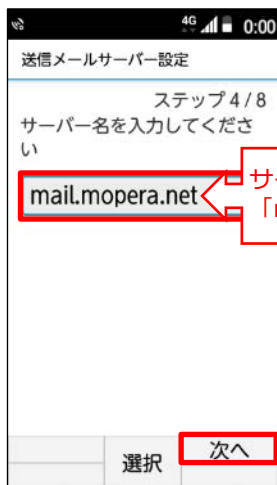 4G 0:00
送信メールサーバー設定
ステップ4/8
サーバー名を入力してくださ
い
mail.mopera.net
選択
次へ